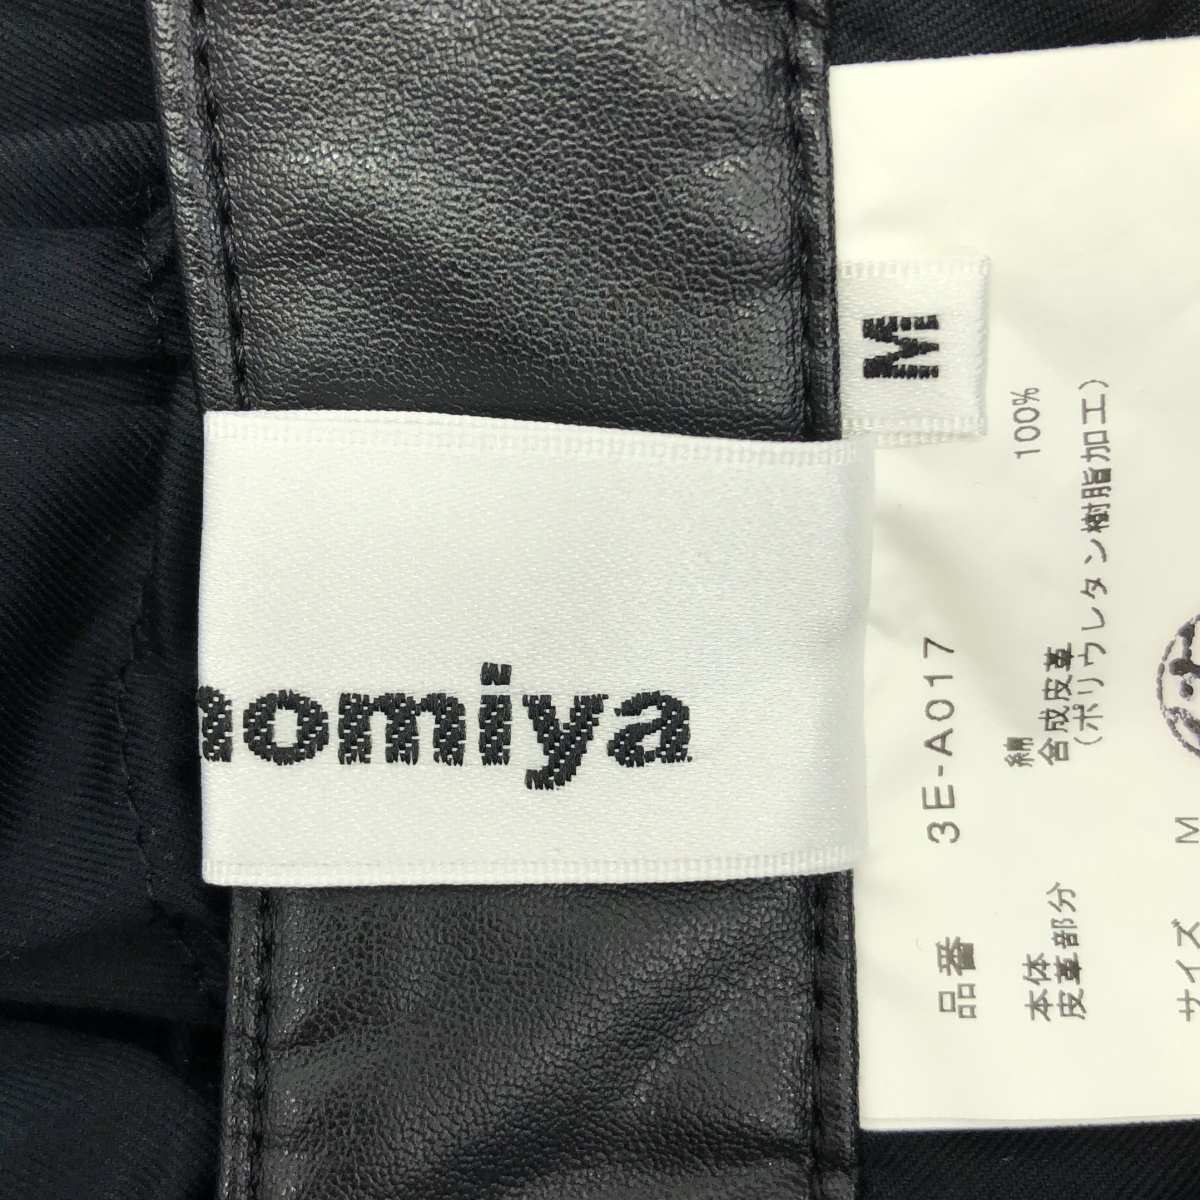 nomiya
M
品番 3E-A017
本体 綿 100%
皮革部分 合成皮革
(ポリウレタン樹脂加工)
サイズ M